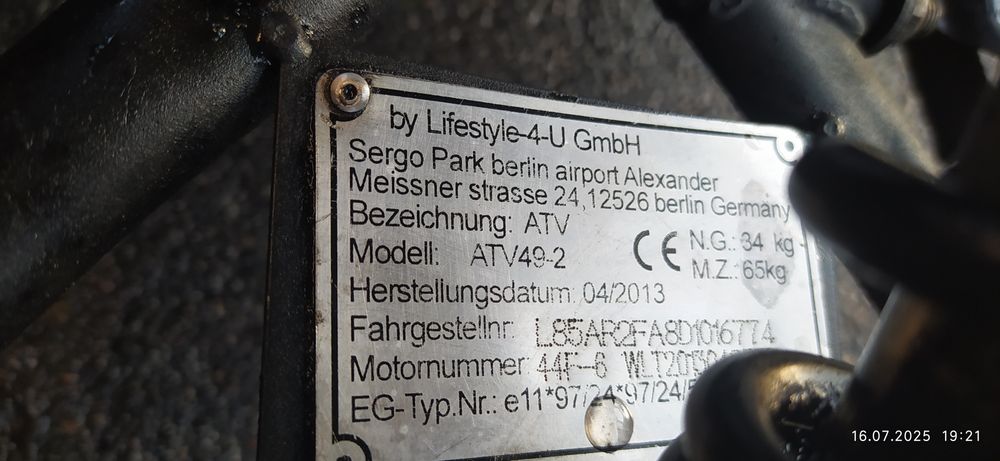 by Lifestyle-4-U GmbH
Sergo Park berlin airport Alexander
Meissner strasse 24,12526 berlin Germany
Bezeichnung: ATV
Modell: ATV49-2
CE N.G.: 34 kg
M.Z.: 65kg
Herstellungsdatum: 04/2013
Fahrgestellnr: L85AR2FA8D1016774
Motornummer: 44F-6
EG-Typ.Nr.: e11*97/24*97/24/
16.07.2025 19:21